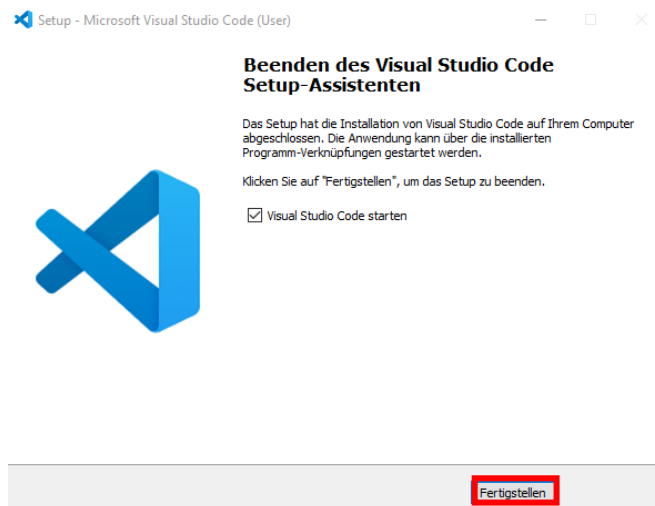 Setup - Microsoft Visual Studio Code (User)
Beenden des Visual Studio Code
Setup-Assistenten
Das Setup hat die Installation von Visual Studio Code auf Ihrem Computer
abgeschlossen. Die Anwendung kann über die installierten
Programm-Verknüpfungen gestartet werden.
Klicken Sie auf "Fertigstellen", um das Setup zu beenden.
Visual Studio Code starten
Fertigstellen